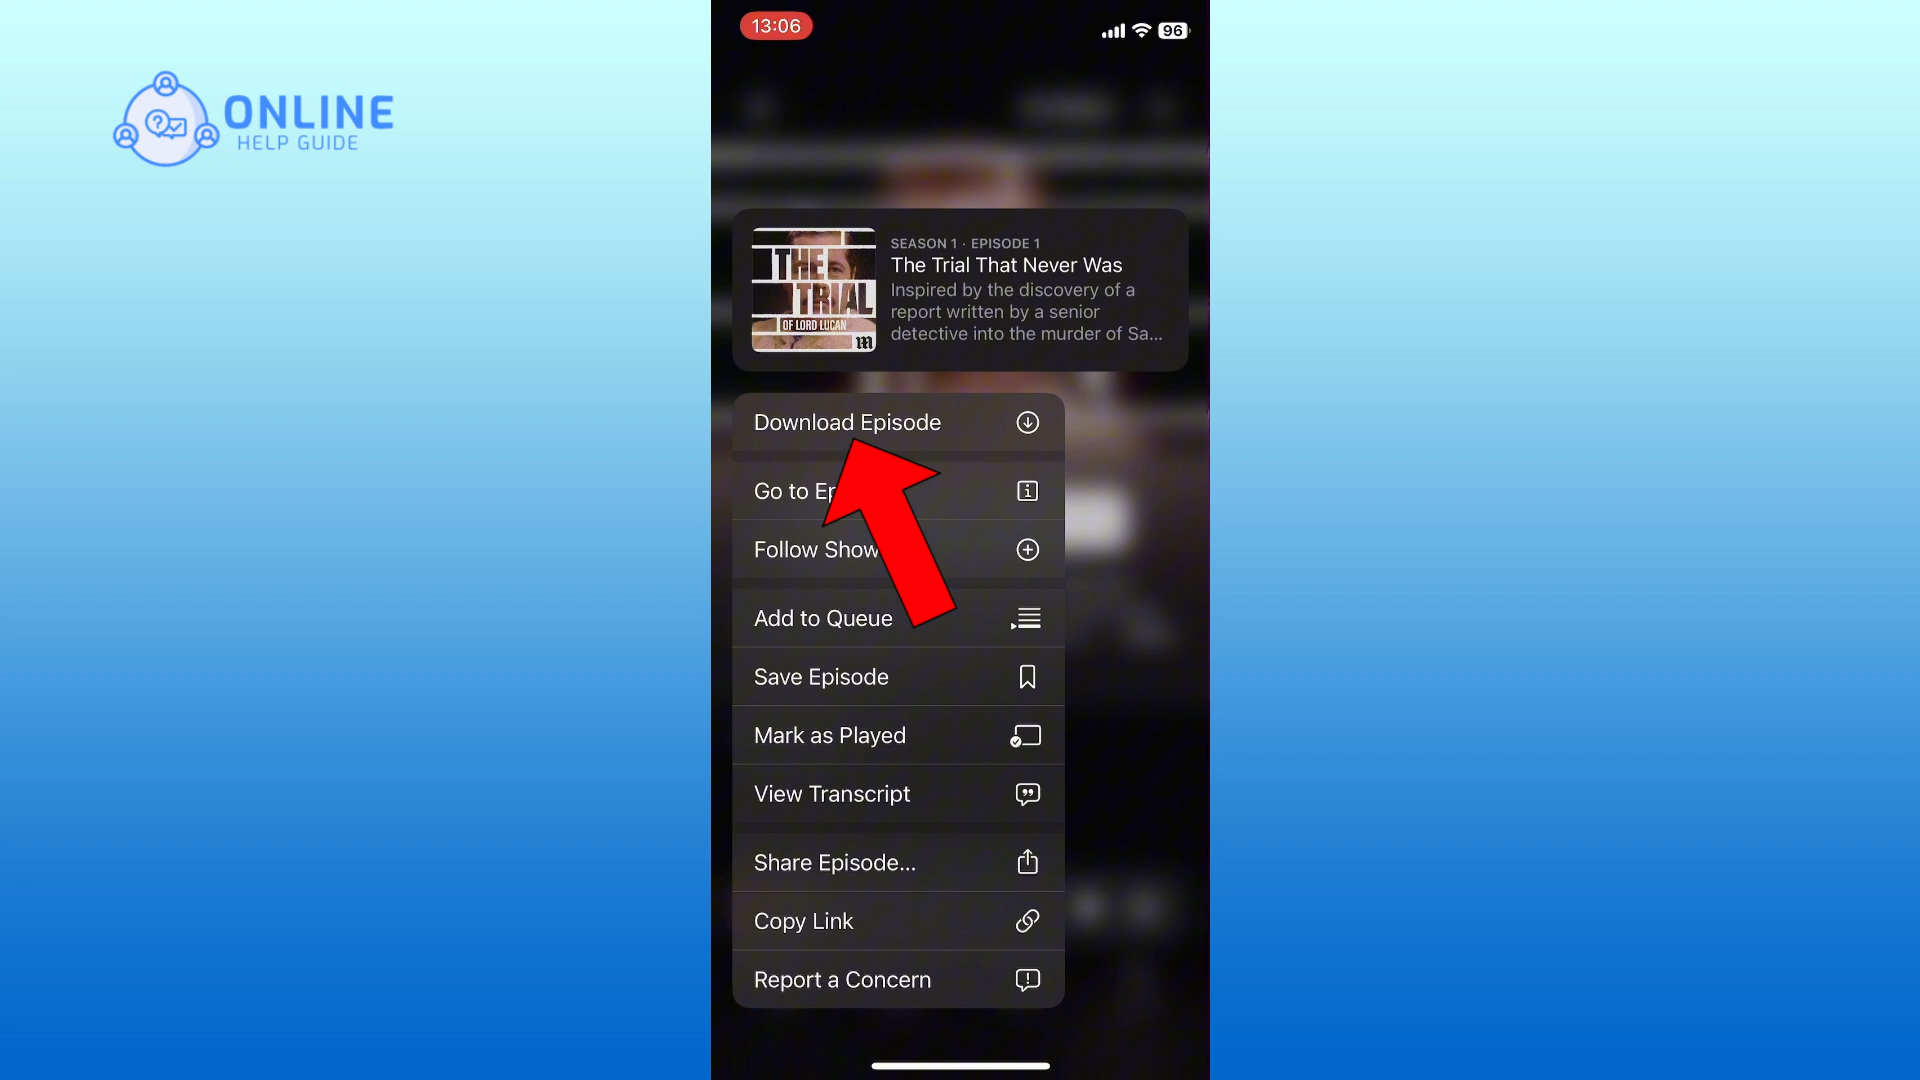 ONLINE
HELP GUIDE
13:06
96
THE
TRIAL
OF LORD LUCAN
m
SEASON 1 · EPISODE 1
The Trial That Never Was
Inspired by the discovery of a
report written by a senior
detective into the murder of Sa...
Download Episode
Go to Ep
Follow Show
Add to Queue
Save Episode
Mark as Played
View Transcript
Share Episode...
Copy Link
Report a Concern